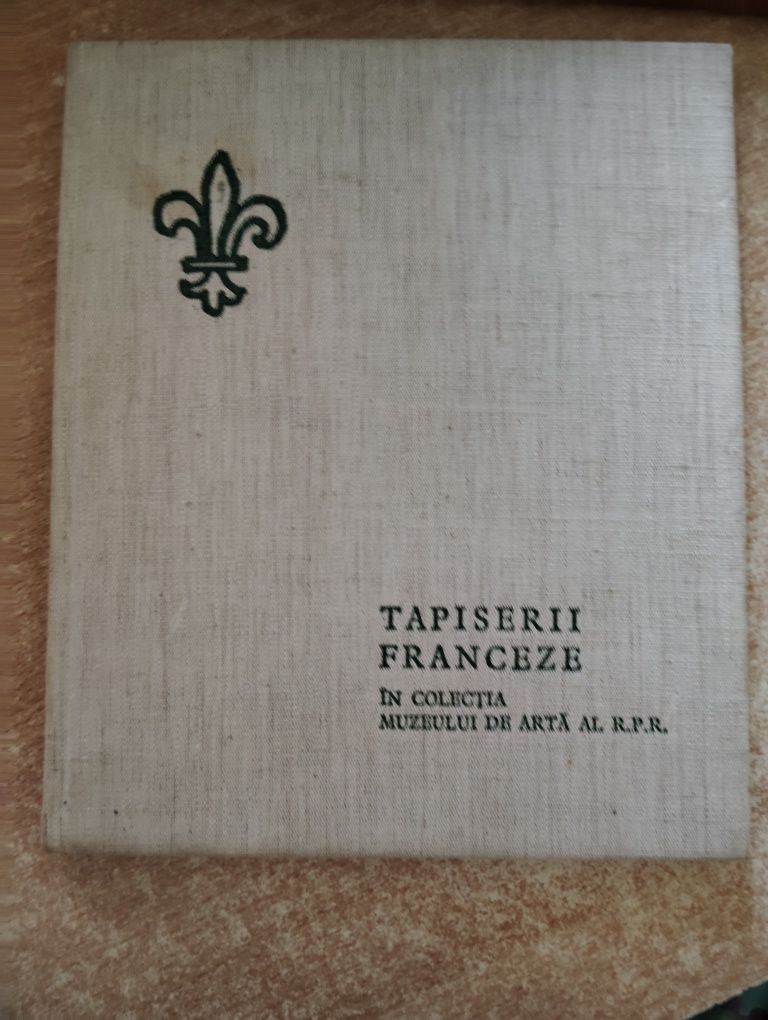 TAPISERII
FRANCEZE
ÎN COLECȚIA
MUZEULUI DE ARTĂ AL R.P.R.